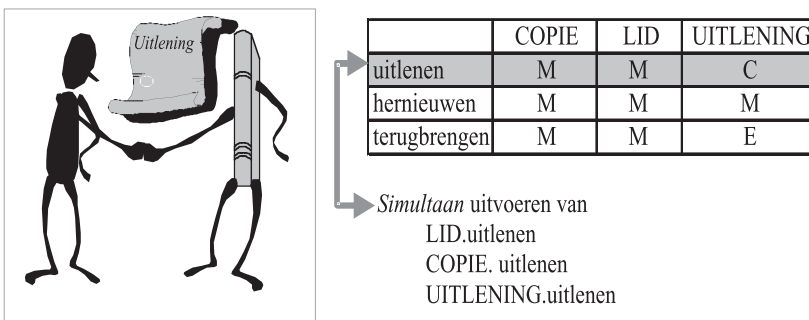 Uitlening
COPIE LID UITLENING
uitlenen M M C
hernieuwen M M M
terugbrengen M M E
Simultaan uitvoeren van
LID.uitlenen
COPIE. uitlenen
UITLENING.uitlenen